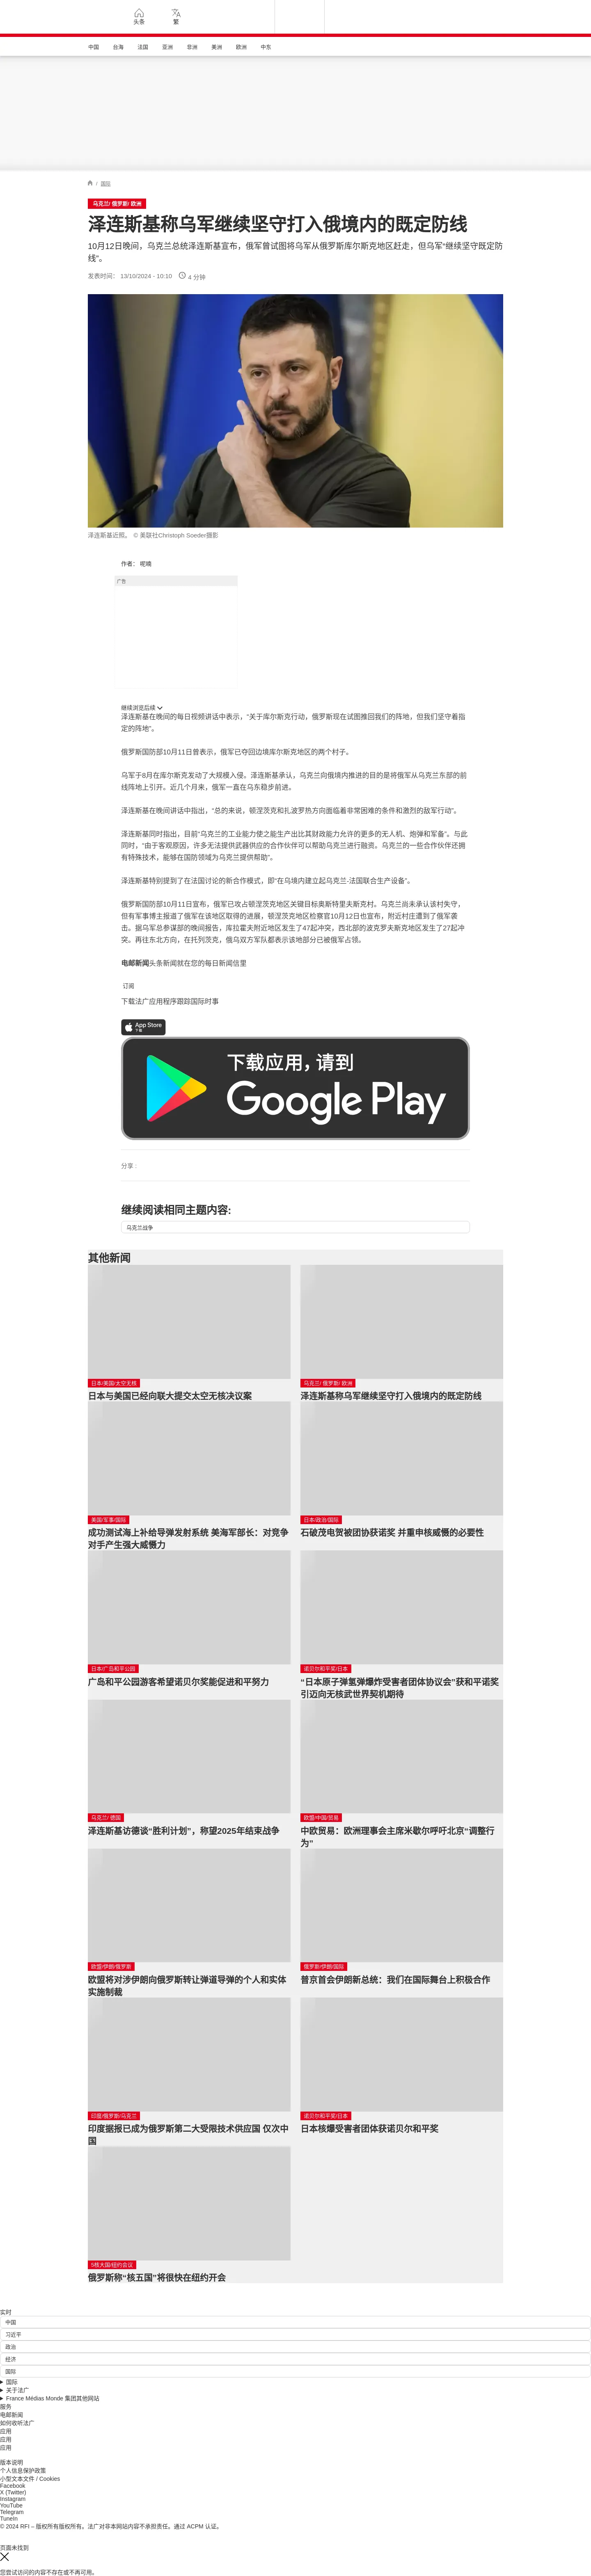 头条
繁
中国 台海 法国 亚洲 非洲 美洲 欧洲 中东
/ 国际
乌克兰/ 俄罗斯/ 欧洲
泽连斯基称乌军继续坚守打入俄境内的既定防线
10月12日晚间，乌克兰总统泽连斯基宣布，俄军曾试图将乌军从俄罗斯库尔斯克地区赶走，但乌军“继续坚守既定防
线”。
发表时间： 13/10/2024 - 10:10 4 分钟
泽连斯基近照。 © 美联社Christoph Soeder摄影
作者： 昵喃
广告
继续浏览后续
泽连斯基在晚间的每日视频讲话中表示，“关于库尔斯克行动，俄罗斯现在试图推回我们的阵地，但我们坚守着指
定的阵地”。
俄罗斯国防部10月11日曾表示，俄军已夺回边境库尔斯克地区的两个村子。
乌军于8月在库尔斯克发动了大规模入侵。泽连斯基承认，乌克兰向俄境内推进的目的是将俄军从乌克兰东部的前
线阵地上引开。近几个月来，俄军一直在乌东稳步前进。
泽连斯基在晚间讲话中指出，“总的来说，顿涅茨克和扎波罗热方向面临着非常困难的条件和激烈的敌军行动”。
泽连斯基同时指出，目前“乌克兰的工业能力使之能生产出比其财政能力允许的更多的无人机、炮弹和军备”。与此
同时，“由于客观原因，许多无法提供武器供应的合作伙伴可以帮助乌克兰进行融资。乌克兰的一些合作伙伴还拥
有特殊技术，能够在国防领域为乌克兰提供帮助”。
泽连斯基特别提到了在法国讨论的新合作模式，即“在乌境内建立起乌克兰-法国联合生产设备”。
俄罗斯国防部10月11日宣布，俄军已攻占顿涅茨克地区关键目标奥斯特里夫斯克村。乌克兰尚未承认该村失守，
但有军事博主报道了俄军在该地区取得的进展，顿涅茨克地区检察官10月12日也宣布，附近村庄遭到了俄军袭
击。据乌军总参谋部的晚间报告，库拉霍夫附近地区发生了47起冲突，西北部的波克罗夫斯克地区发生了27起冲
突。再往东北方向，在托列茨克，俄乌双方军队都表示该地部分已被俄军占领。
电邮新闻头条新闻就在您的每日新闻信里
订阅
下载法广应用程序跟踪国际时事
App Store
下载
下载应用，请到
Google Play
分享 :
继续阅读相同主题内容:
乌克兰战争
其他新闻
日本/美国/太空无核
日本与美国已经向联大提交太空无核决议案
乌克兰/ 俄罗斯/ 欧洲
泽连斯基称乌军继续坚守打入俄境内的既定防线
美国/军事/国际
成功测试海上补给导弹发射系统 美海军部长：对竞争
对手产生强大威慑力
日本/政治/国际
石破茂电贺被团协获诺奖 并重申核威慑的必要性
日本/广岛和平公园
广岛和平公园游客希望诺贝尔奖能促进和平努力
诺贝尔和平奖/日本
“日本原子弹氢弹爆炸受害者团体协议会”获和平诺奖
引迈向无核武世界契机期待
乌克兰/ 德国
泽连斯基访德谈“胜利计划”，称望2025年结束战争
欧盟/中国/贸易
中欧贸易：欧洲理事会主席米歇尔呼吁北京“调整行
为”
欧盟/伊朗/俄罗斯
欧盟将对涉伊朗向俄罗斯转让弹道导弹的个人和实体
实施制裁
俄罗斯/伊朗/国际
普京首会伊朗新总统：我们在国际舞台上积极合作
印度/俄罗斯/乌克兰
印度据报已成为俄罗斯第二大受限技术供应国 仅次中
国
诺贝尔和平奖/日本
日本核爆受害者团体获诺贝尔和平奖
5核大国/纽约会议
俄罗斯称“核五国”将很快在纽约开会
实时
中国
习近平
政治
经济
国际
国际
关于法广
France Médias Monde 集团其他网站
服务
电邮新闻
如何收听法广
应用
应用
应用
版本说明
个人信息保护政策
小型文本文件 / Cookies
Facebook
X (Twitter)
Instagram
YouTube
Telegram
TuneIn
© 2024 RFI – 版权所有版权所有。法广对非本网站内容不承担责任。通过 ACPM 认证。
页面未找到
您尝试访问的内容不存在或不再可用。